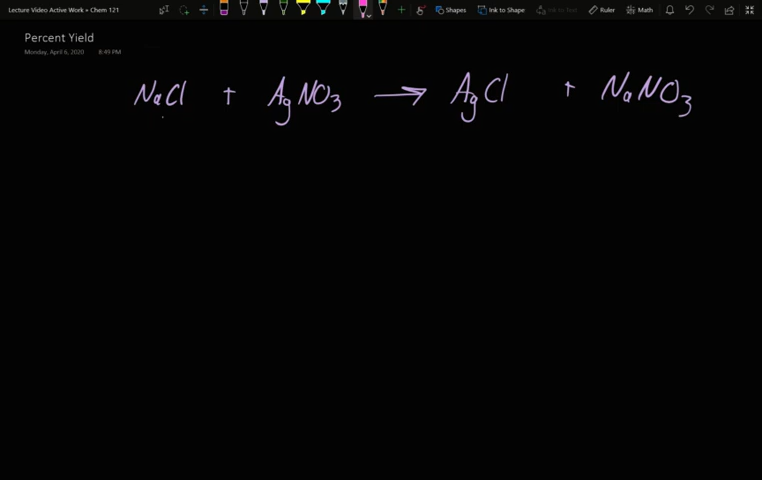 Lecture Video Active Work » Chem 121
Shapes Ink to Shape Ink to Text Ruler Math
Percent Yield
Monday, April 6, 2020 8:49 PM
NaCl + AgNO3 → AgCl + NaNO3